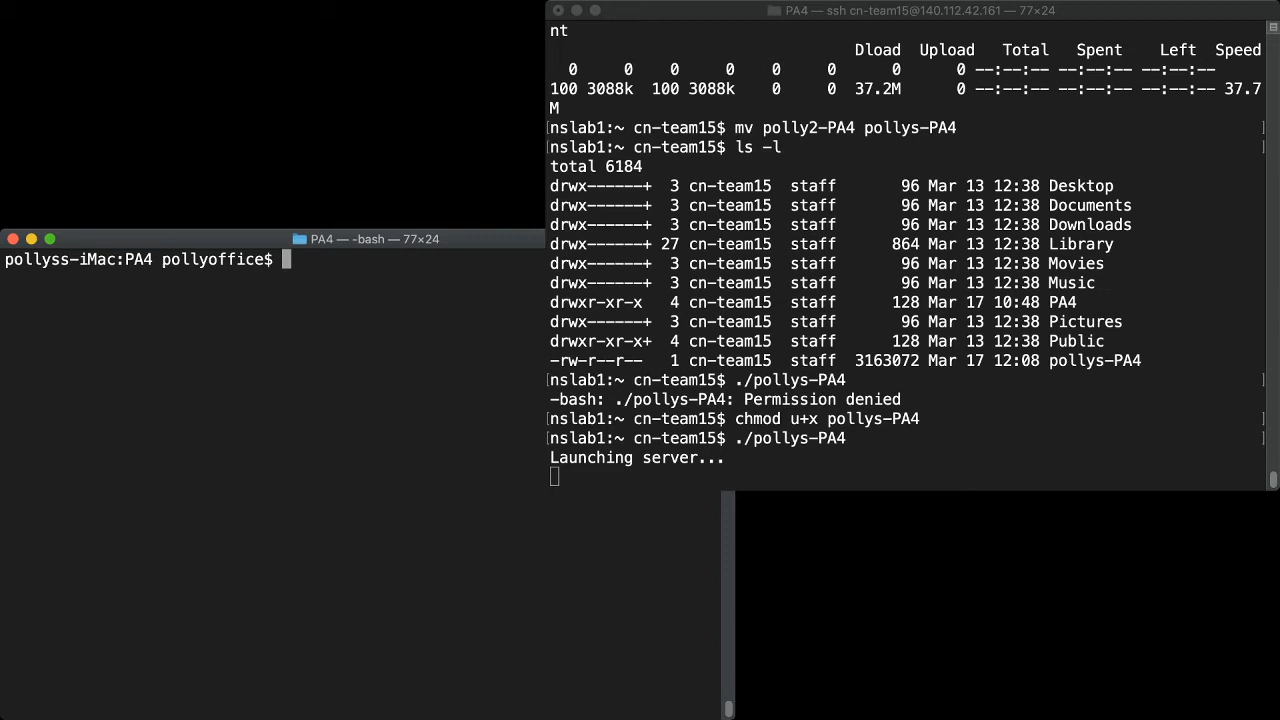 PA4 — ssh cn-team15@140.112.42.161 — 77×24
nt
Dload Upload Total Spent Left Speed
0 0 0 0 0 0 0 0 --:--:-- --:--:-- --:--:--
100 3088k 100 3088k 0 0 37.2M 0 --:--:-- --:--:-- --:--:-- 37.7
M
[nslab1:~ cn-team15$ mv polly2-PA4 pollys-PA4 ]
[nslab1:~ cn-team15$ ls -l ]
total 6184
drwx------+ 3 cn-team15 staff 96 Mar 13 12:38 Desktop
drwx------+ 3 cn-team15 staff 96 Mar 13 12:38 Documents
drwx------+ 3 cn-team15 staff 96 Mar 13 12:38 Downloads
drwx------+ 27 cn-team15 staff 864 Mar 13 12:38 Library
drwx------+ 3 cn-team15 staff 96 Mar 13 12:38 Movies
drwx------+ 3 cn-team15 staff 96 Mar 13 12:38 Music
drwxr-xr-x 4 cn-team15 staff 128 Mar 17 10:48 PA4
drwx------+ 3 cn-team15 staff 96 Mar 13 12:38 Pictures
drwxr-xr-x+ 4 cn-team15 staff 128 Mar 13 12:38 Public
-rw-r--r-- 1 cn-team15 staff 3163072 Mar 17 12:08 pollys-PA4
[nslab1:~ cn-team15$ ./pollys-PA4 ]
-bash: ./pollys-PA4: Permission denied
[nslab1:~ cn-team15$ chmod u+x pollys-PA4 ]
[nslab1:~ cn-team15$ ./pollys-PA4 ]
Launching server...
PA4 — -bash — 77×24
pollyss-iMac:PA4 pollyoffice$